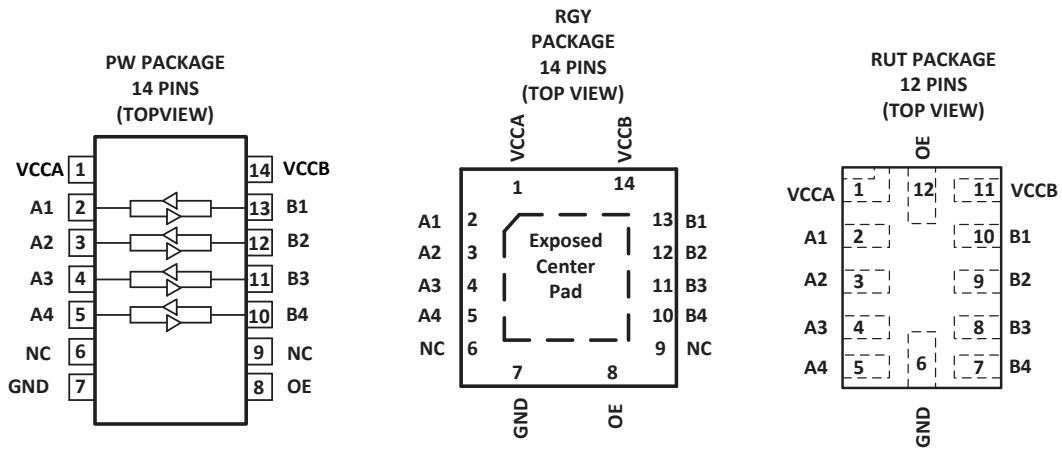 PW PACKAGE
14 PINS
(TOPVIEW)
VCCA 1 14 VCCB
A1 2 13 B1
A2 3 12 B2
A3 4 11 B3
A4 5 10 B4
NC 6 9 NC
GND 7 8 OE
RGY
PACKAGE
14 PINS
(TOP VIEW)
VCCA VCCB
1 14
A1 2 13 B1
A2 3 12 B2
A3 4 11 B3
A4 5 10 B4
NC 6 9 NC
Exposed
Center
Pad
7 8
GND OE
RUT PACKAGE
12 PINS
(TOP VIEW)
OE
VCCA 1 12 11 VCCB
A1 2 10 B1
A2 3 9 B2
A3 4 8 B3
A4 5 6 7 B4
GND